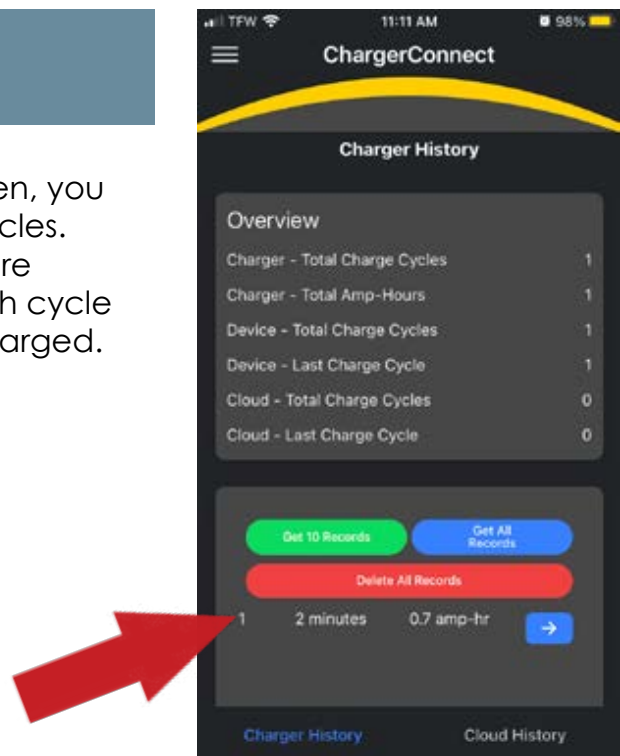 en, you
cles.
re
h cycle
arged.
TFW 11:11 AM 98%
ChargerConnect
Charger History
Overview
Charger - Total Charge Cycles 1
Charger - Total Amp-Hours 1
Device - Total Charge Cycles 1
Device - Last Charge Cycle 1
Cloud - Total Charge Cycles 0
Cloud - Last Charge Cycle 0
Get 10 Records Get All
Records
Delete All Records
1 2 minutes 0.7 amp-hr
Charger History Cloud History